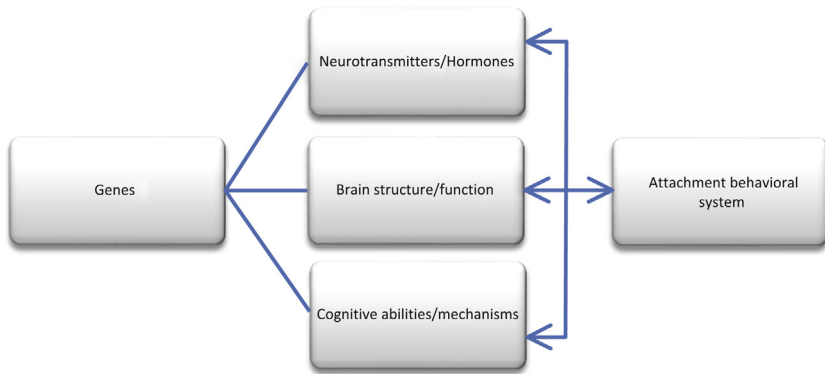 Neurotransmitters/Hormones
Genes
Brain structure/function
Attachment behavioral
system
Cognitive abilities/mechanisms